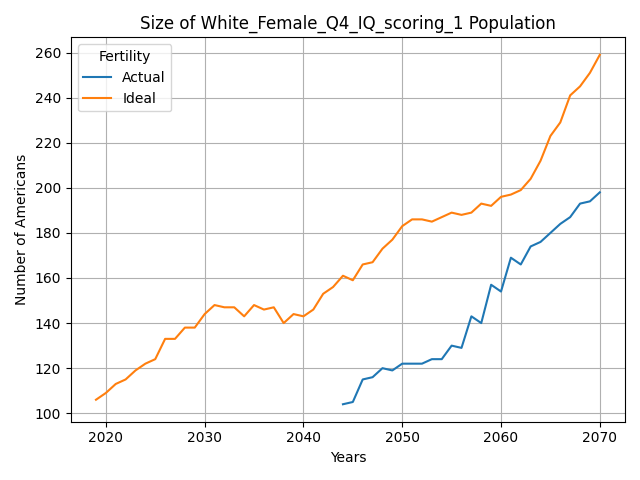 Size of White_Female_Q4_IQ_scoring_1 Population
Fertility
Actual
Ideal
Number of Americans
260
240
220
200
180
160
140
120
100
2020 2030 2040 2050 2060 2070
Years